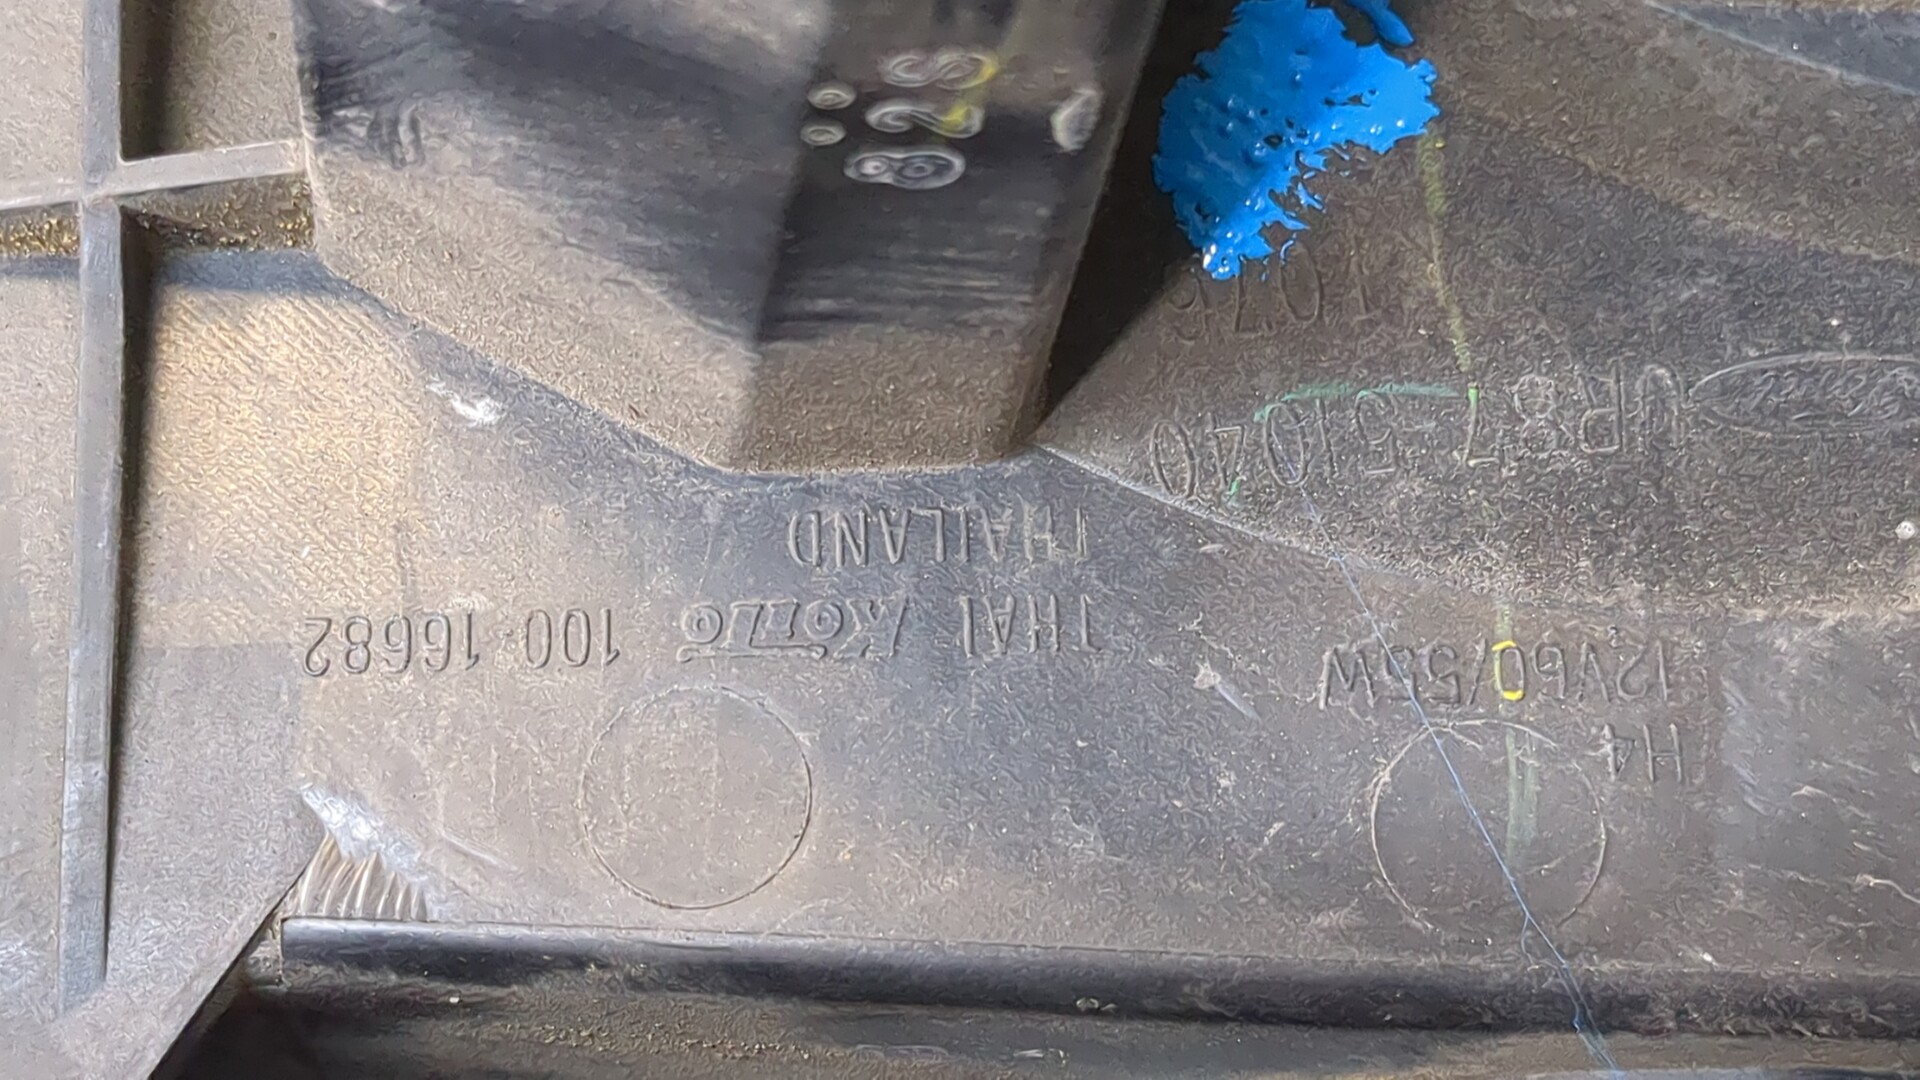 H4
12V60/55W
THAI Koito 100-16682
THAILAND
UR87 51040